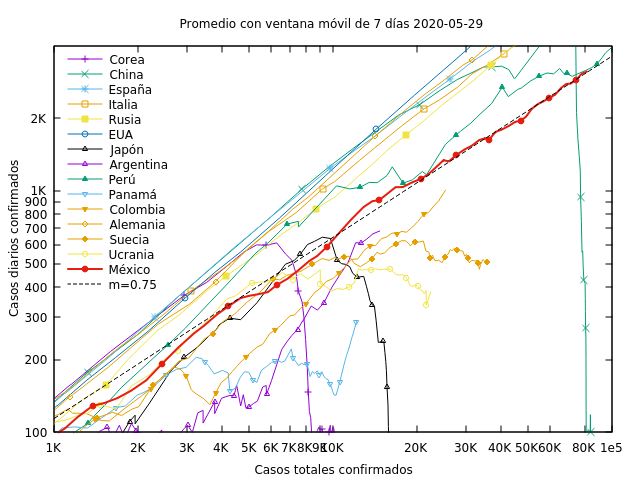 Promedio con ventana móvil de 7 días 2020-05-29
Corea
China
España
Italia
Rusia
EUA
Japón
Argentina
Perú
Panamá
Colombia
Alemania
Suecia
Ucrania
México
m=0.75
Casos diarios confirmados
2K
1K
900
800
700
600
500
400
300
200
100
1K 2K 3K 4K 5K 6K 7K 8K 9K 10K 20K 30K 40K 50K 60K 80K 1e5
Casos totales confirmados